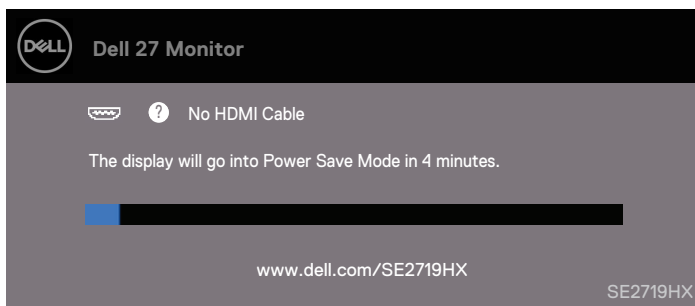 DELL
Dell 27 Monitor
? No HDMI Cable
The display will go into Power Save Mode in 4 minutes.
www.dell.com/SE2719HX
SE2719HX